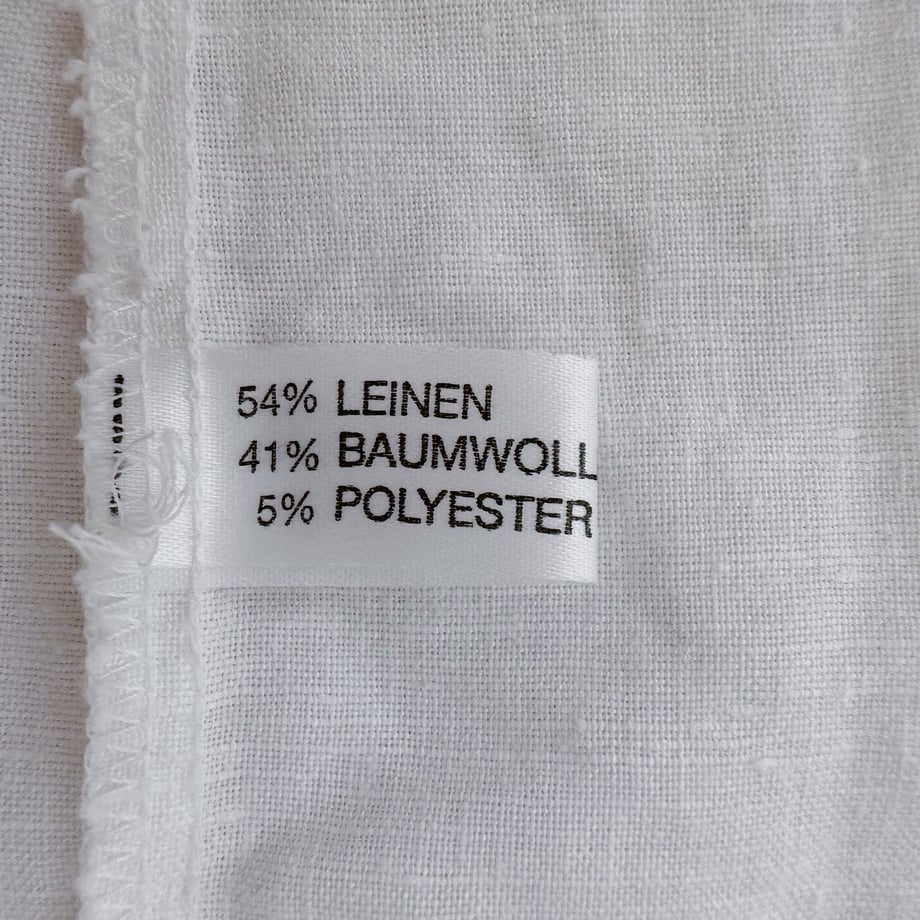 54% LEINEN
41% BAUMWOLL
5% POLYESTER